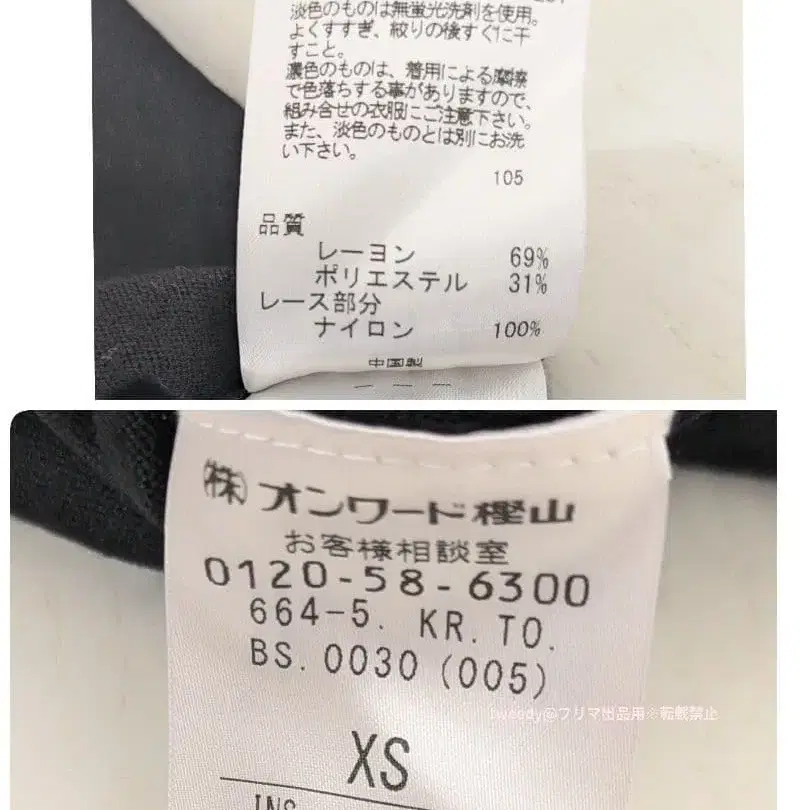 淡色のものは無蛍光洗剤を使用。
よくすすぎ、絞りの後すぐに干
すこと。
濃色のものは、着用による摩擦
で色落ちする事がありますので、
組み合せの衣服にご注意下さい。
また、淡色のものとは別にお洗
い下さい。
105
品質
レーヨン 69%
ポリエステル 31%
レース部分
ナイロン 100%
中国製
㈱オンワード樫山
お客様相談室
0120-58-6300
664-5. KR. TO.
BS. 0030 (005)
tweedy@フリマ出品用※転載禁止
XS